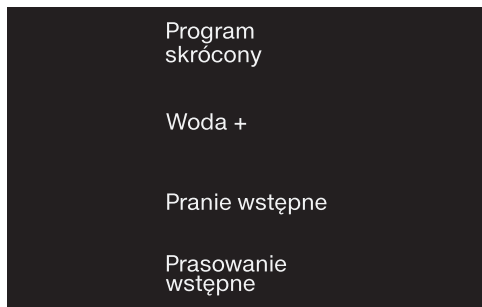 Program
skrócony
Woda +
Pranie wstępne
Prasowanie
wstępne